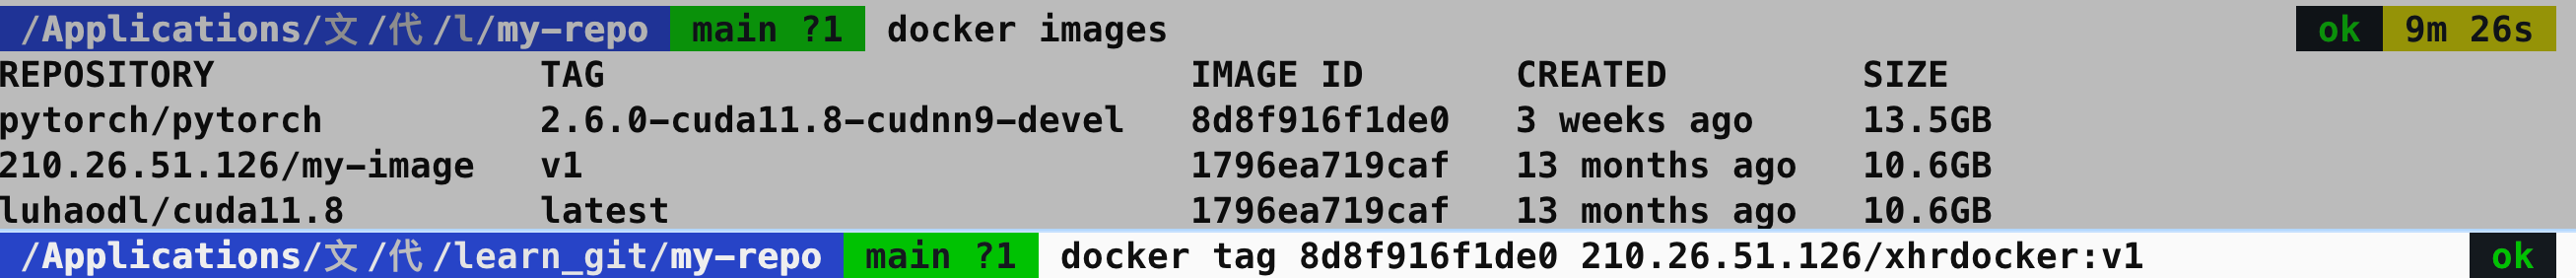 /Applications/文/代/l/my-repo main ?1 docker images ok 9m 26s
REPOSITORY TAG IMAGE ID CREATED SIZE
pytorch/pytorch 2.6.0-cuda11.8-cudnn9-devel 8d8f916f1de0 3 weeks ago 13.5GB
210.26.51.126/my-image v1 1796ea719caf 13 months ago 10.6GB
luhaodl/cuda11.8 latest 1796ea719caf 13 months ago 10.6GB
/Applications/文/代/learn_git/my-repo main ?1 docker tag 8d8f916f1de0 210.26.51.126/xhrdocker:v1 ok